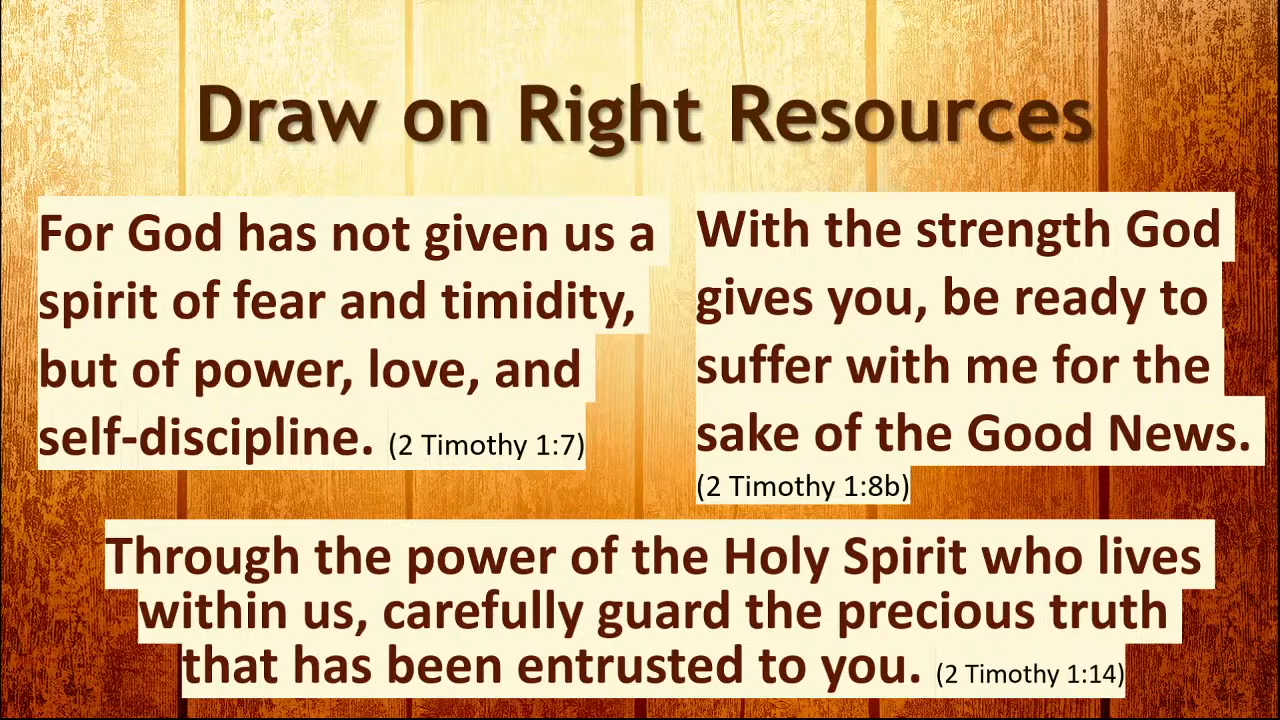 Draw on Right Resources
For God has not given us a
spirit of fear and timidity,
but of power, love, and
self-discipline. (2 Timothy 1:7)
With the strength God
gives you, be ready to
suffer with me for the
sake of the Good News.
(2 Timothy 1:8b)
Through the power of the Holy Spirit who lives
within us, carefully guard the precious truth
that has been entrusted to you. (2 Timothy 1:14)